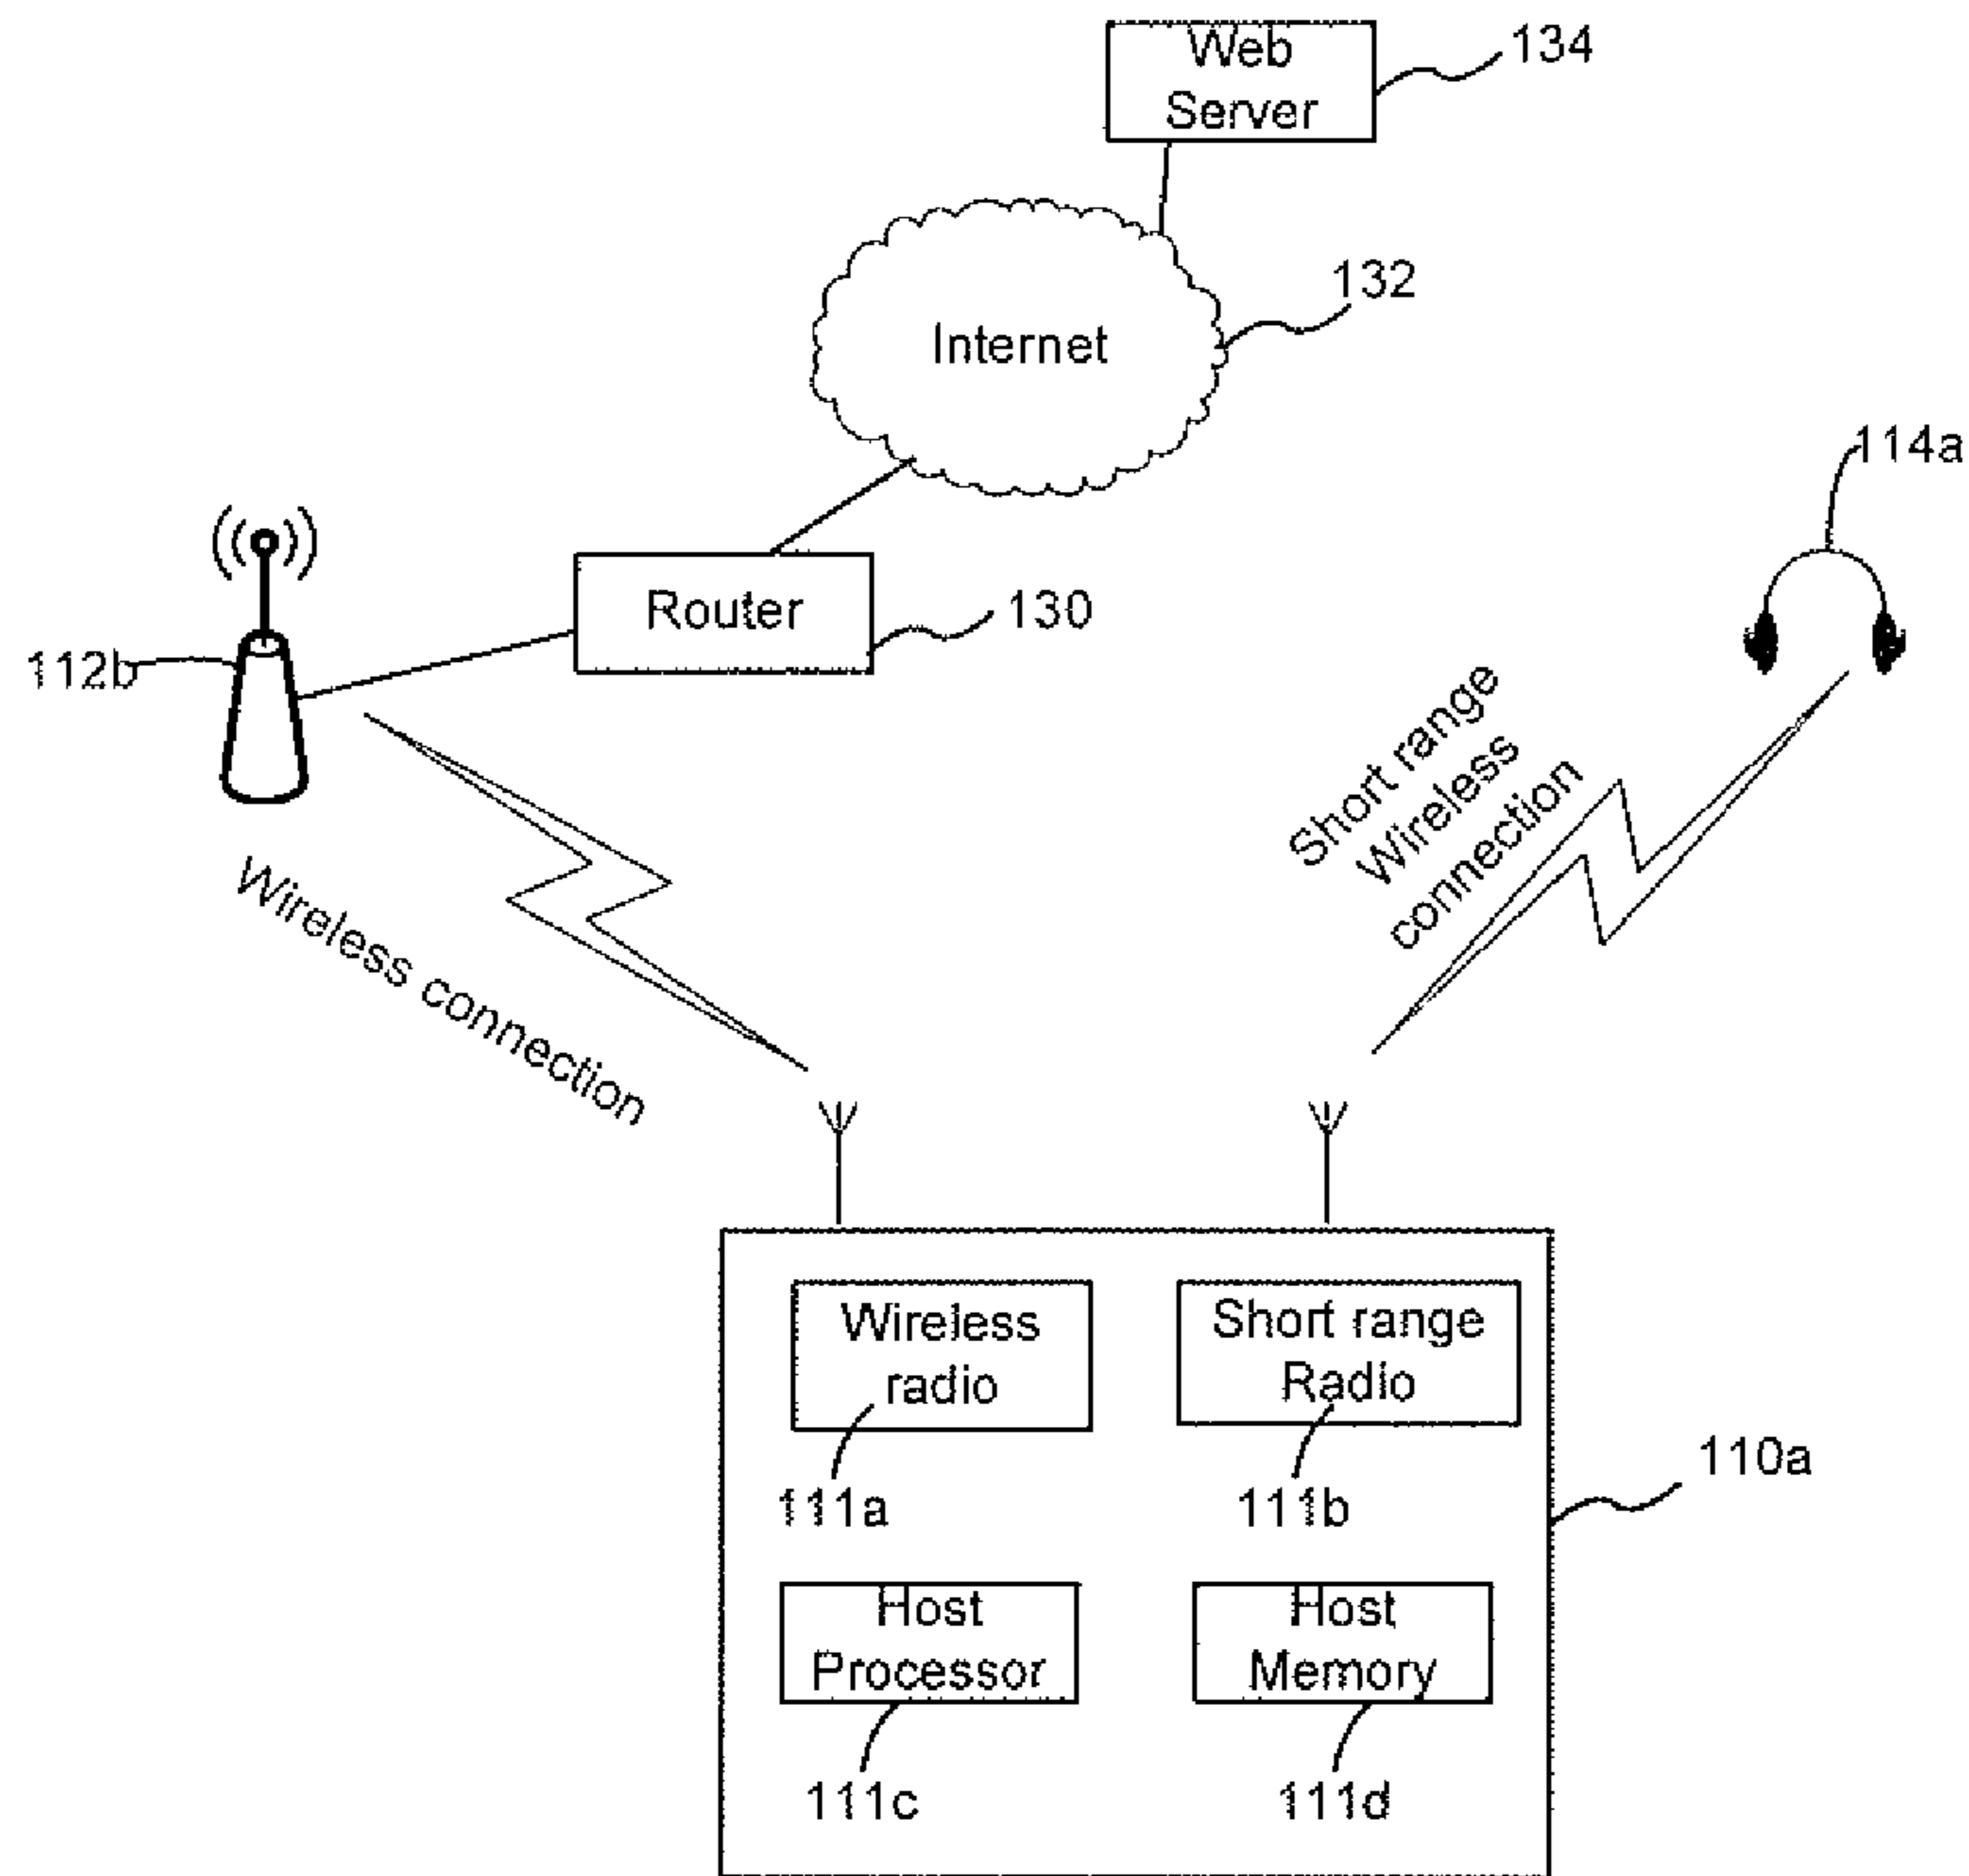 Web
Server
134
132
Internet
114a
Router
130
112b
Short range
Wireless
connection
Wireless connection
Wireless
radio
Short range
Radio
110a
111a
111b
Host
Processor
Host
Memory
111c
111d